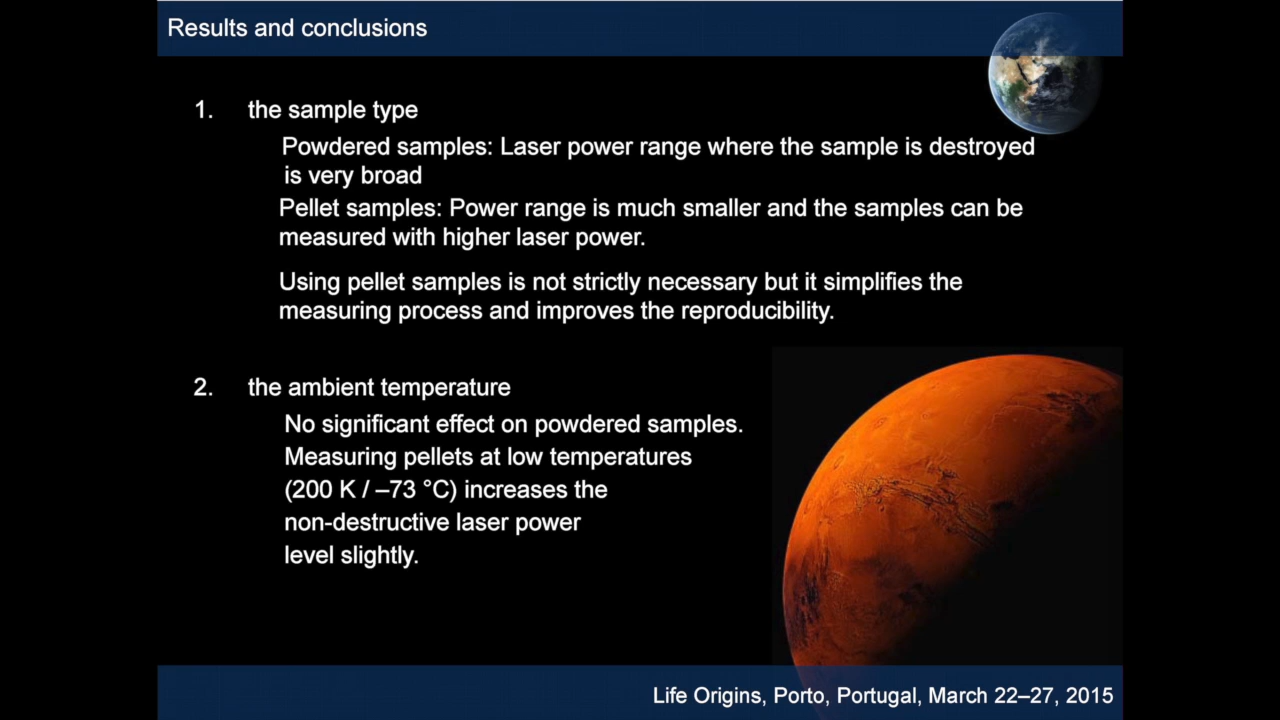 Results and conclusions
1. the sample type
Powdered samples: Laser power range where the sample is destroyed
is very broad
Pellet samples: Power range is much smaller and the samples can be
measured with higher laser power.
Using pellet samples is not strictly necessary but it simplifies the
measuring process and improves the reproducibility.
2. the ambient temperature
No significant effect on powdered samples.
Measuring pellets at low temperatures
(200 K / –73 °C) increases the
non-destructive laser power
level slightly.
Life Origins, Porto, Portugal, March 22–27, 2015